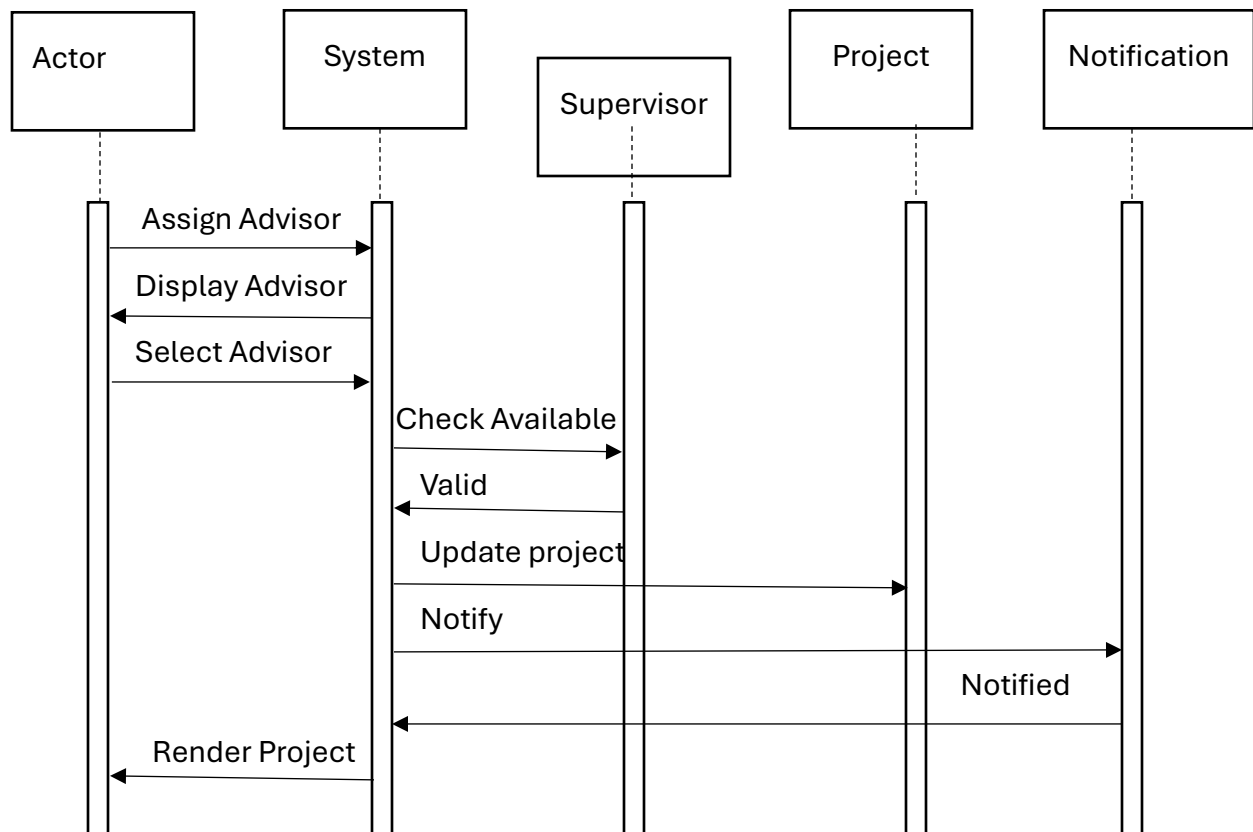 Actor
System
Supervisor
Project
Notification
Assign Advisor
Display Advisor
Select Advisor
Check Available
Valid
Update project
Notify
Notified
Render Project